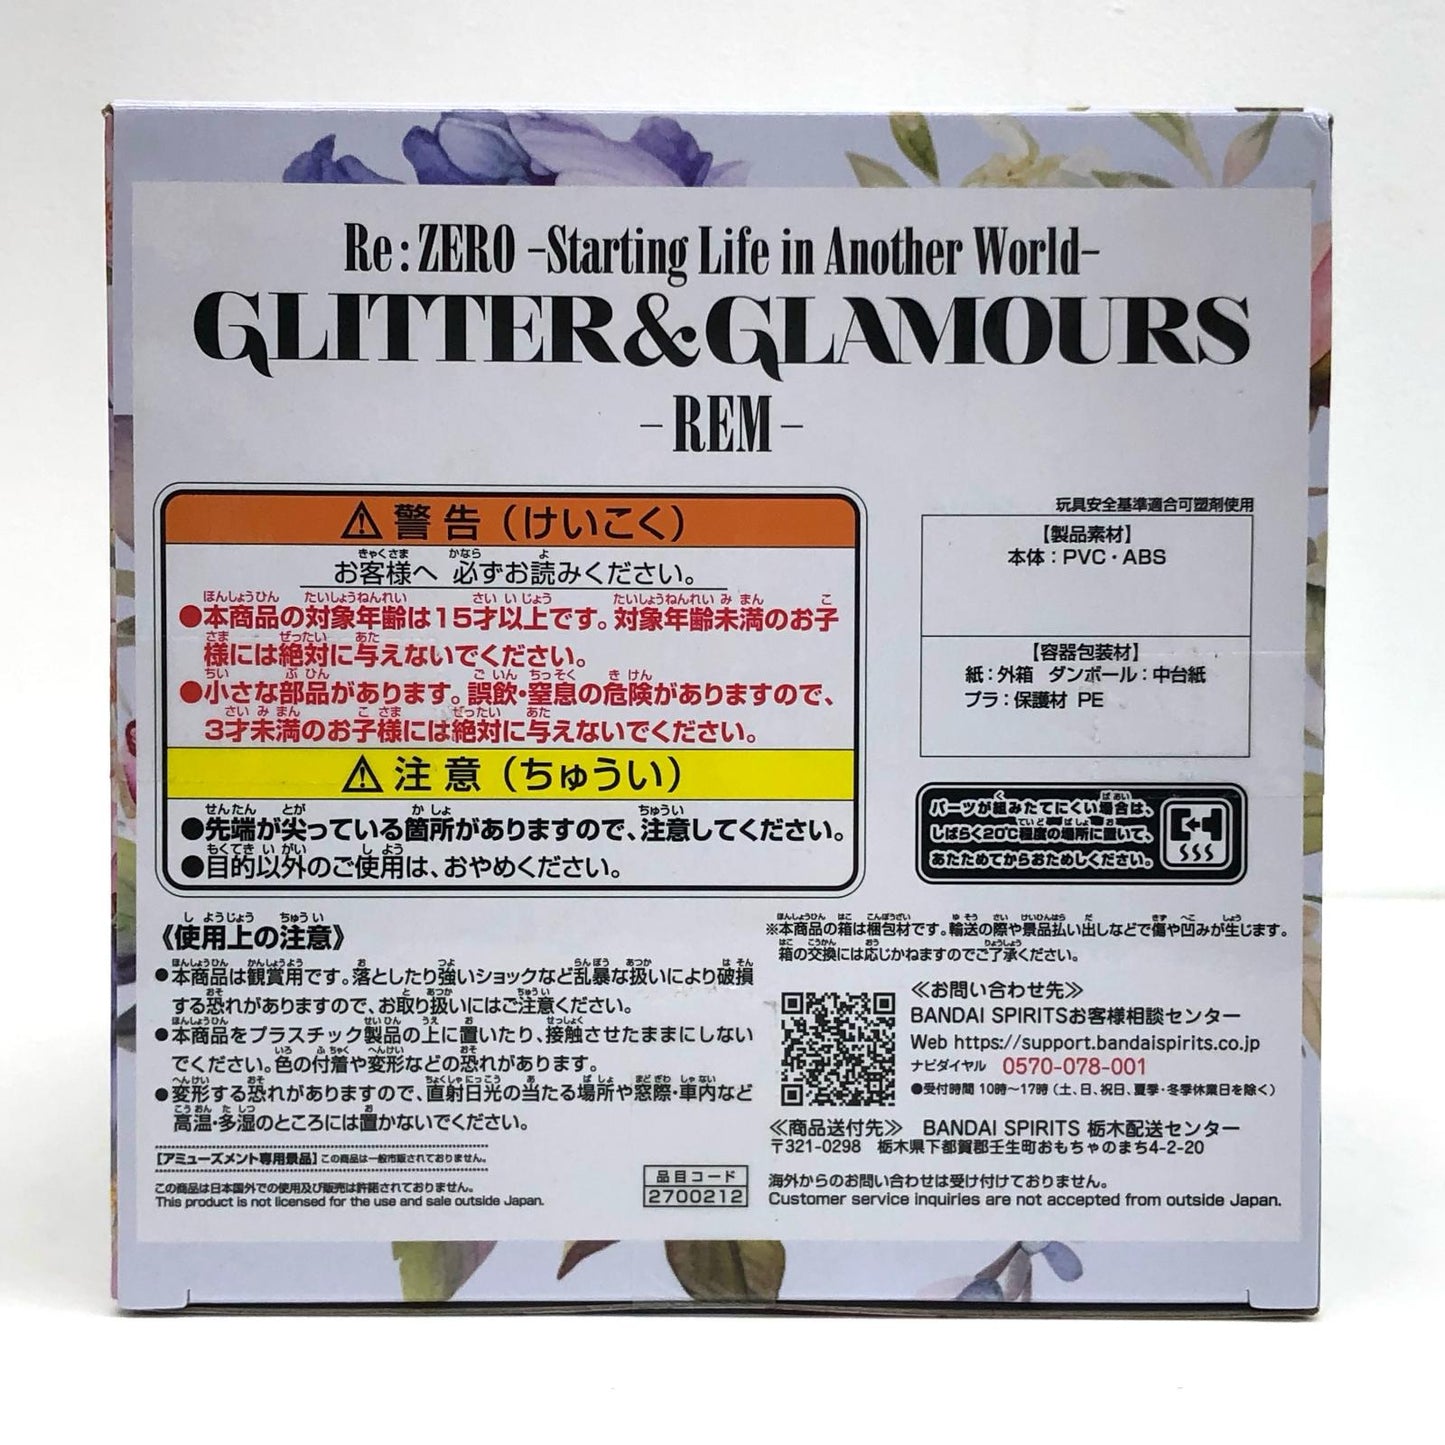 Re:ZERO -Starting Life in Another World-
GLITTER&GLAMOURS
-REM-
⚠警告（けいこく）
お客様へ 必ずお読みください。
●本商品の対象年齢は15才以上です。対象年齢未満のお子
様には絶対に与えないでください。
●小さな部品があります。誤飲・窒息の危険がありますので、
3才未満のお子様には絶対に与えないでください。
⚠注意（ちゅうい）
●先端が尖っている箇所がありますので、注意してください。
●目的以外のご使用は、おやめください。
玩具安全基準適合可塑剤使用
【製品素材】
本体：PVC・ABS
【容器包装材】
紙：外箱 ダンボール：中台紙
プラ：保護材 PE
パーツが組みたてにくい場合は、
しばらく20℃程度の場所に置いて、
あたためてからおためしください。
《使用上の注意》
●本商品は観賞用です。落としたり強いショックなど乱暴な扱いにより破損
する恐れがありますので、お取り扱いにはご注意ください。
●本商品をプラスチック製品の上に置いたり、接触させたままにしない
でください。色の付着や変形などの恐れがあります。
●変形する恐れがありますので、直射日光の当たる場所や窓際・車内など
高温・多湿のところには置かないでください。
【アミューズメント専用景品】この商品は一般市販されておりません。
この商品は日本国外での使用及び販売は許諾されておりません。
This product is not licensed for the use and sale outside Japan.
品目コード
2700212
※本商品の箱は梱包材です。輸送の際や景品払い出しなどで傷や凹みが生じます。
箱の交換には応じかねますのでご了承ください。
≪お問い合わせ先≫
BANDAI SPIRITSお客様相談センター
Web https://support.bandaispirits.co.jp
ナビダイヤル 0570-078-001
●受付時間 10時～17時（土、日、祝日、夏季・冬季休業日を除く）
≪商品送付先≫ BANDAI SPIRITS 栃木配送センター
〒321-0298 栃木県下都賀郡壬生町おもちゃのまち4-2-20
海外からのお問い合わせは受け付けておりません。
Customer service inquiries are not accepted from outside Japan.